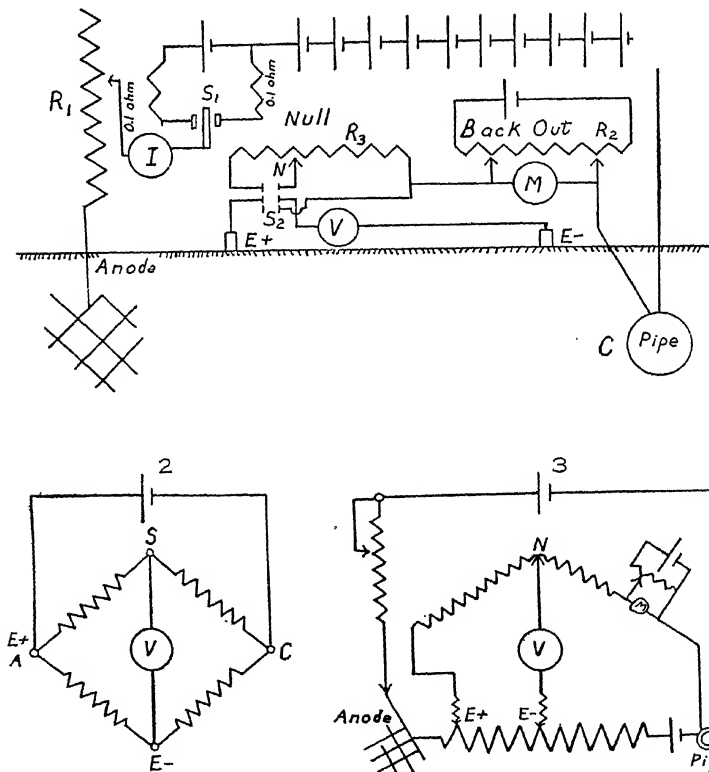 R1
0.1 ohm
S1
0.1 ohm
I
Null
R3
N
S2
V
E+
E-
Back Out
R2
M
Anode
C
Pipe
2
S
E+
A
V
C
E-
3
N
M
V
Anode
E+
E-
Pi